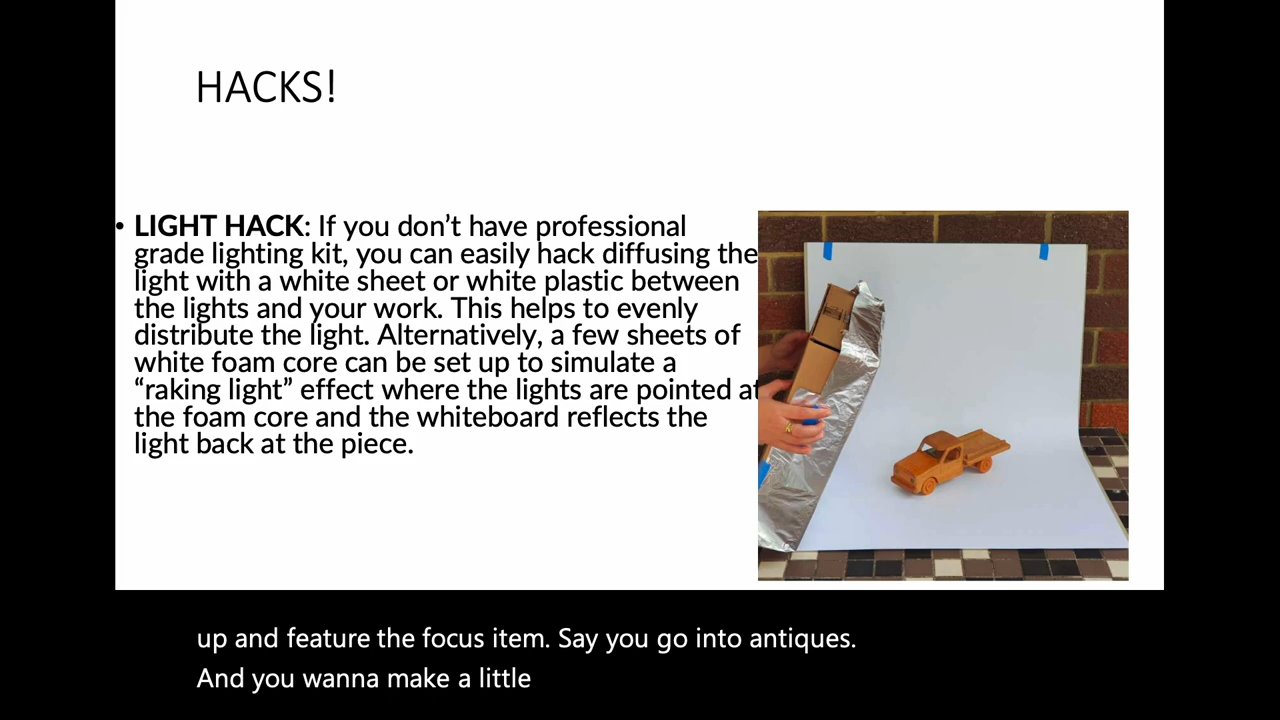 HACKS!
• LIGHT HACK: If you don’t have professional
grade lighting kit, you can easily hack diffusing the
light with a white sheet or white plastic between
the lights and your work. This helps to evenly
distribute the light. Alternatively, a few sheets of
white foam core can be set up to simulate a
“raking light” effect where the lights are pointed at
the foam core and the whiteboard reflects the
light back at the piece.
up and feature the focus item. Say you go into antiques.
And you wanna make a little